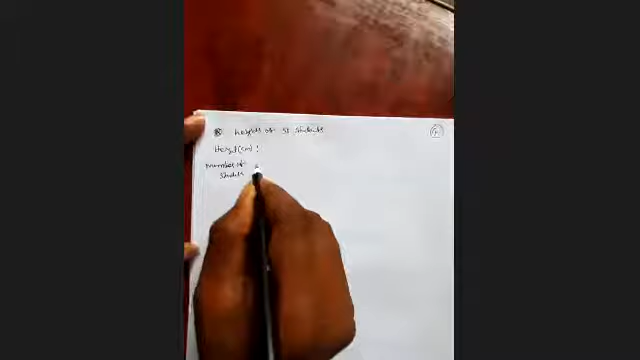 heights of 51 students
Height(cm) :
Number of
students